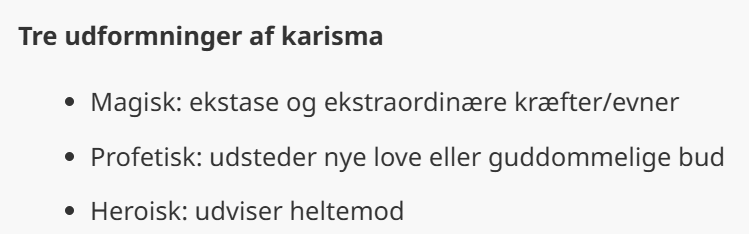 Tre udformninger af karisma
• Magisk: ekstase og ekstraordinære kræfter/evner
• Profetisk: udsteder nye love eller guddommelige bud
• Heroisk: udviser heltemod